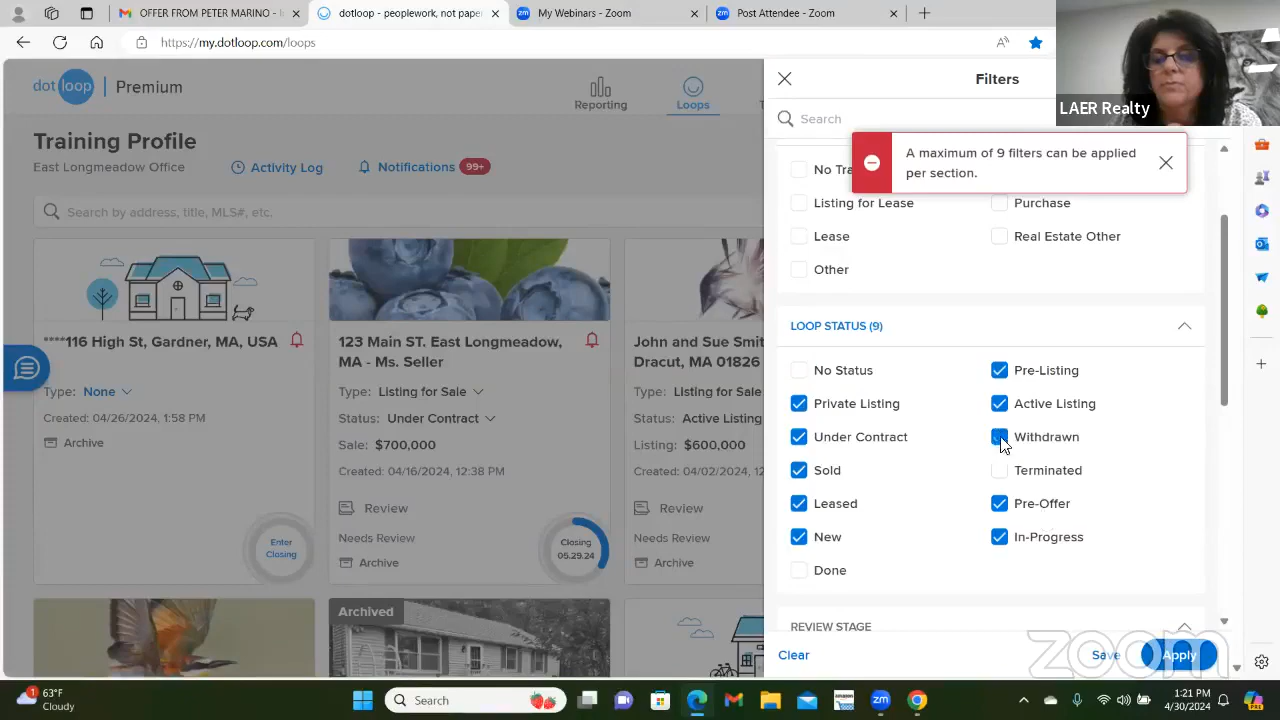 OFFER FROM PETER MARINO - l
dotloop - peoplework, not paper
My Webinars - Zoom
Post Attendee - Zoom
https://my.dotloop.com/loops
LAER Realty
dotloop Premium
Reporting
Loops
Filters
Search
A maximum of 9 filters can be applied
per section.
Training Profile
East Longmeadow Office
Activity Log
Notifications 99+
Search by address, title, MLS#, etc.
No Tra
Listing for Lease
Purchase
Lease
Real Estate Other
Other
LOOP STATUS (9)
No Status
Pre-Listing
Private Listing
Active Listing
Under Contract
Withdrawn
Sold
Terminated
Leased
Pre-Offer
New
In-Progress
Done
REVIEW STAGE
Clear
Save
Apply
zoom
****116 High St, Gardner, MA, USA
Type: None
Created: 04/26/2024, 1:58 PM
Archive
Enter
Closing
123 Main ST. East Longmeadow,
MA - Ms. Seller
Type: Listing for Sale
Status: Under Contract
Sale: $700,000
Created: 04/16/2024, 12:38 PM
Review
Needs Review
Archive
Closing
05.29.24
John and Sue Smit
Dracut, MA 01826
Type: Listing for Sale
Status: Active Listing
Listing: $600,000
Created: 04/02/2024,
Review
Needs Review
Archive
Archived
1
63°F
Cloudy
Search
1:21 PM
4/30/2024